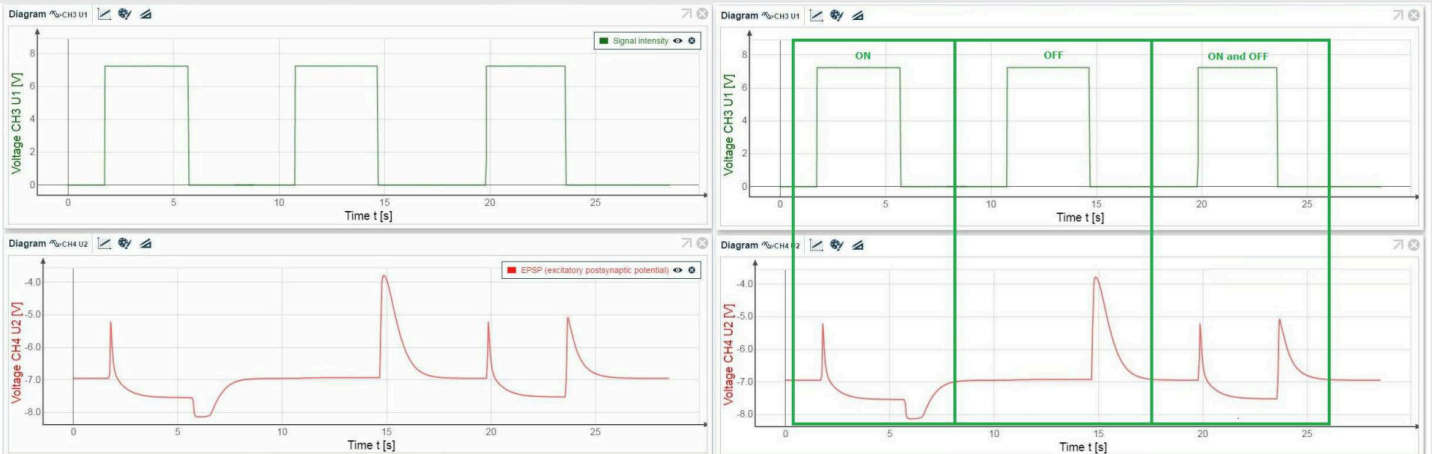 Diagram CH3 U1
Signal intensity
Voltage CH3 U1 [V]
8
6
4
2
0
0 5 10 15 20 25
Time t [s]
Diagram CH4 U2
EPSP (excitatory postsynaptic potential)
Voltage CH4 U2 [V]
-4.0
-5.0
-6.0
-7.0
-8.0
0 5 10 15 20 25
Time t [s]
Diagram CH3 U1
ON OFF ON and OFF
Voltage CH3 U1 [V]
8
6
4
2
0
0 5 10 15 20 25
Time t [s]
Diagram CH4 U2
Voltage CH4 U2 [V]
-4.0
-5.0
-6.0
-7.0
-8.0
0 5 10 15 20 25
Time t [s]